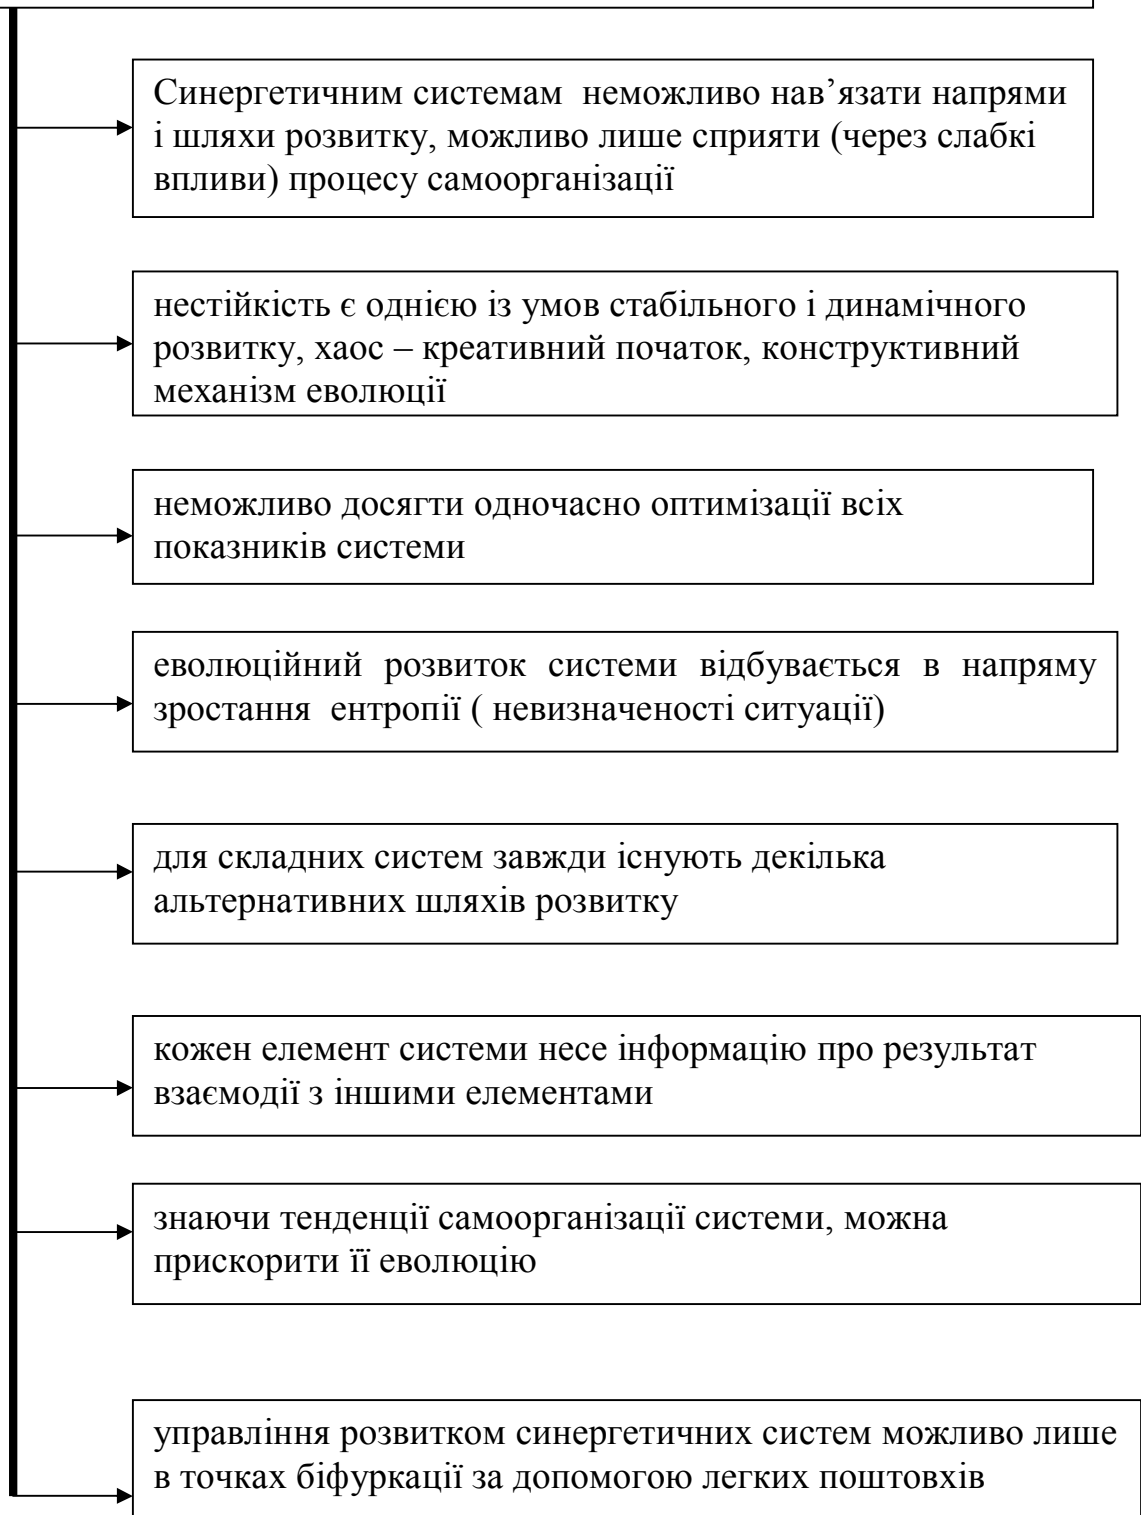 Синергетичним системам  неможливо нав’язати напрями
і шляхи розвитку, можливо лише сприяти (через слабкі
впливи) процесу самоорганізації
нестійкість є однією із умов стабільного і динамічного
розвитку, хаос – креативний початок, конструктивний
механізм еволюції
неможливо досягти одночасно оптимізації всіх
показників системи
еволюційний розвиток системи відбувається в напряму
зростання  ентропії ( невизначеності ситуації)
для складних систем завжди існують декілька
альтернативних шляхів розвитку
кожен елемент системи несе інформацію про результат
взаємодії з іншими елементами
знаючи тенденції самоорганізації системи, можна
прискорити її еволюцію
управління розвитком синергетичних систем можливо лише
в точках біфуркації за допомогою легких поштовхів